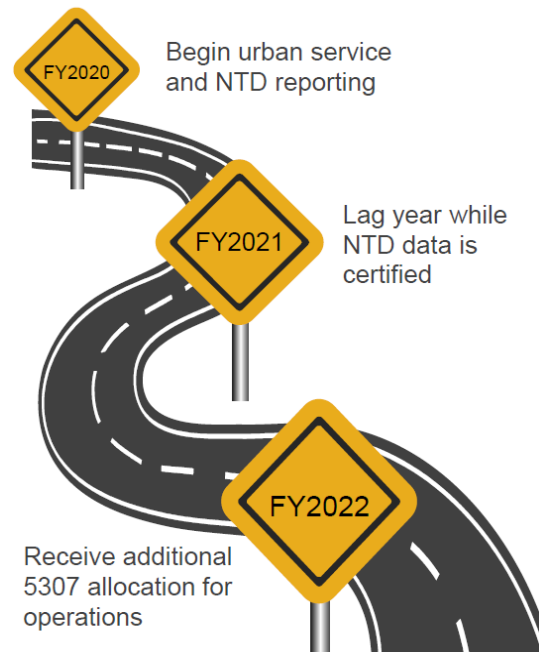 FY2020
Begin urban service
and NTD reporting
FY2021
Lag year while
NTD data is
certified
FY2022
Receive additional
5307 allocation for
operations